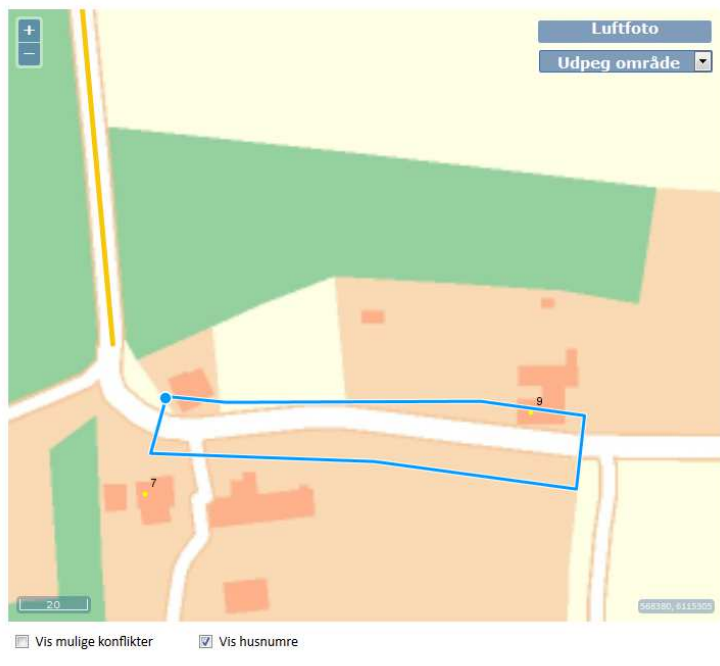 +
Luftfoto
−
Udpeg område
9
7
20
568380, 6115305
Vis mulige konflikter
Vis husnumre